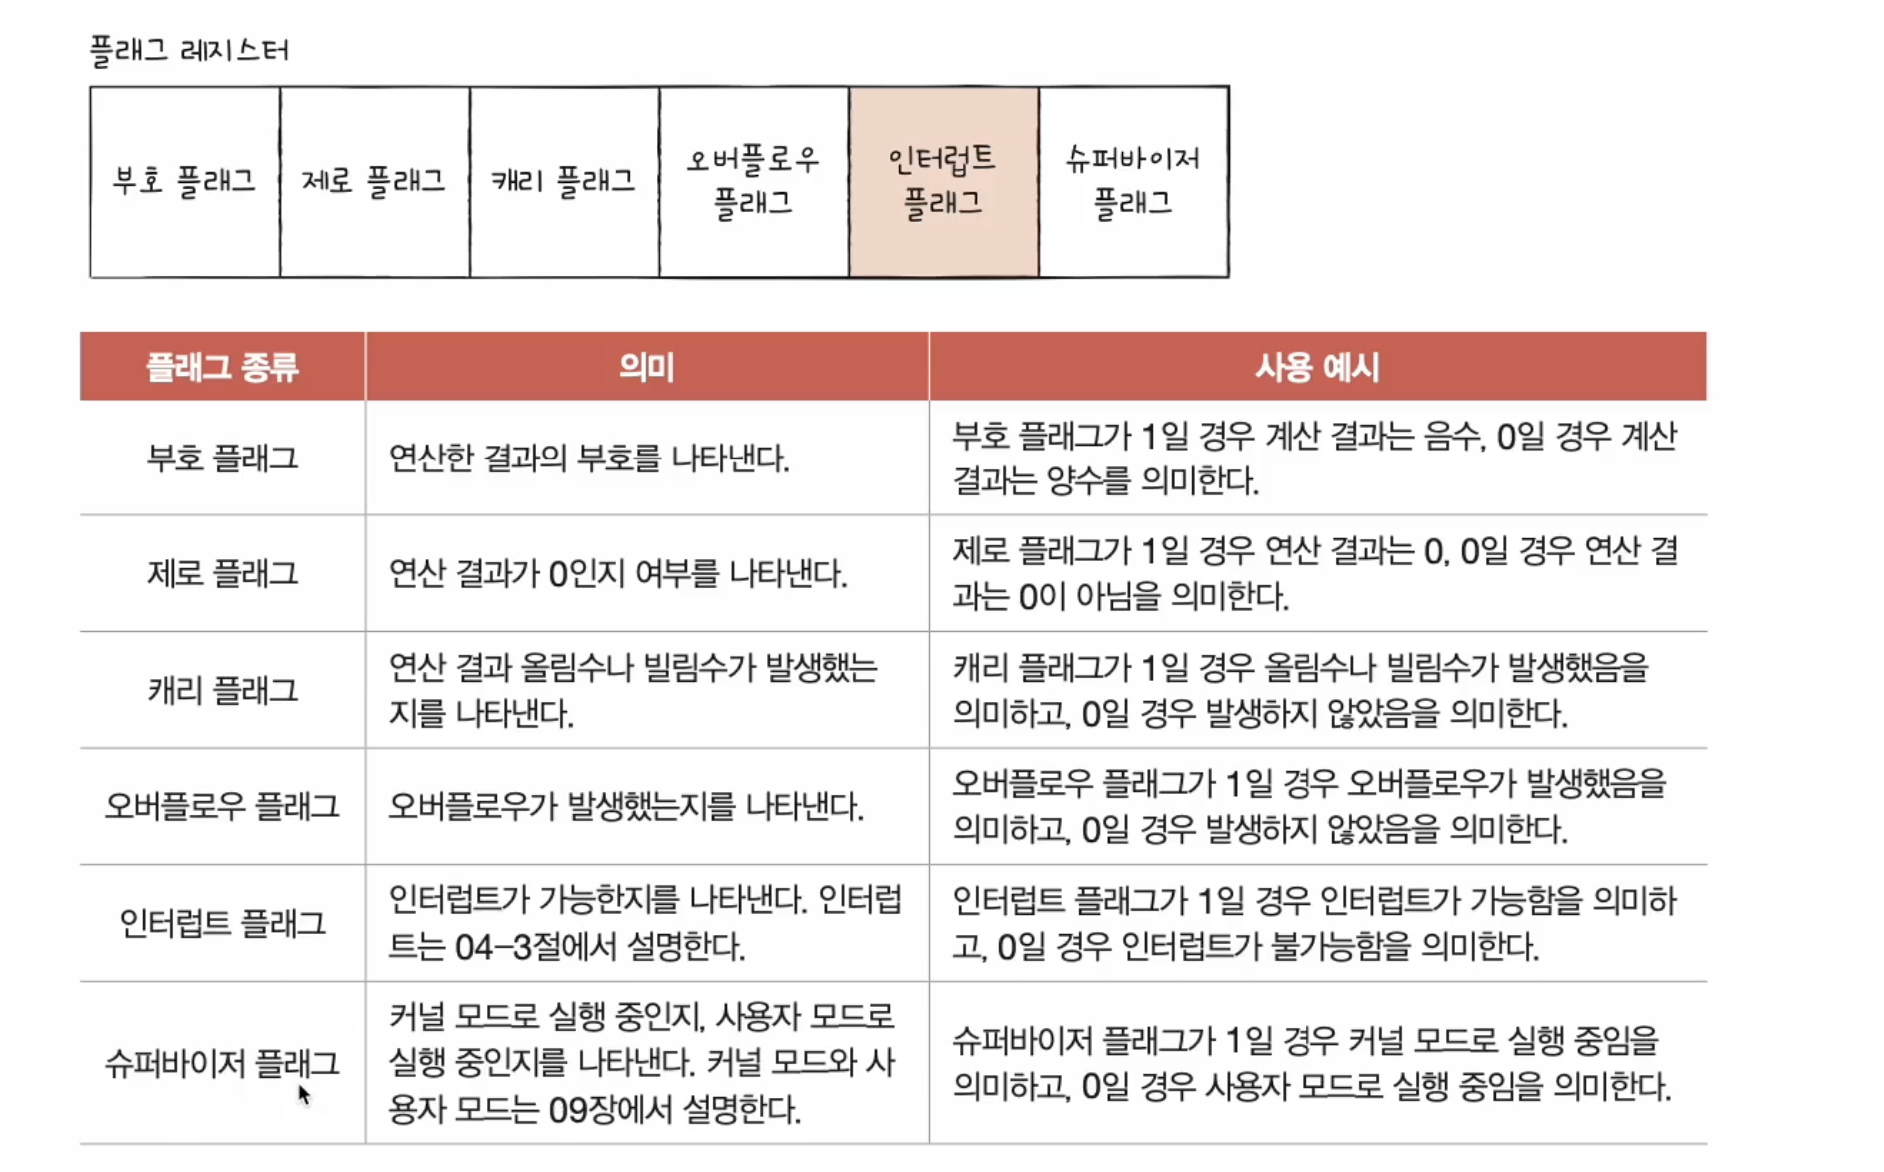 플래그 레지스터
부호 플래그
제로 플래그
캐리 플래그
오버플로우
플래그
인터럽트
플래그
슈퍼바이저
플래그
플래그 종류
의미
사용 예시
부호 플래그
연산한 결과의 부호를 나타낸다.
부호 플래그가 1일 경우 계산 결과는 음수, 0일 경우 계산
결과는 양수를 의미한다.
제로 플래그
연산 결과가 0인지 여부를 나타낸다.
제로 플래그가 1일 경우 연산 결과는 0, 0일 경우 연산 결
과는 0이 아님을 의미한다.
캐리 플래그
연산 결과 올림수나 빌림수가 발생했는
지를 나타낸다.
캐리 플래그가 1일 경우 올림수나 빌림수가 발생했음을
의미하고, 0일 경우 발생하지 않았음을 의미한다.
오버플로우 플래그
오버플로우가 발생했는지를 나타낸다.
오버플로우 플래그가 1일 경우 오버플로우가 발생했음을
의미하고, 0일 경우 발생하지 않았음을 의미한다.
인터럽트 플래그
인터럽트가 가능한지를 나타낸다. 인터럽
트는 04-3절에서 설명한다.
인터럽트 플래그가 1일 경우 인터럽트가 가능함을 의미하
고, 0일 경우 인터럽트가 불가능함을 의미한다.
슈퍼바이저 플래그
커널 모드로 실행 중인지, 사용자 모드로
실행 중인지를 나타낸다. 커널 모드와 사
용자 모드는 09장에서 설명한다.
슈퍼바이저 플래그가 1일 경우 커널 모드로 실행 중임을
의미하고, 0일 경우 사용자 모드로 실행 중임을 의미한다.